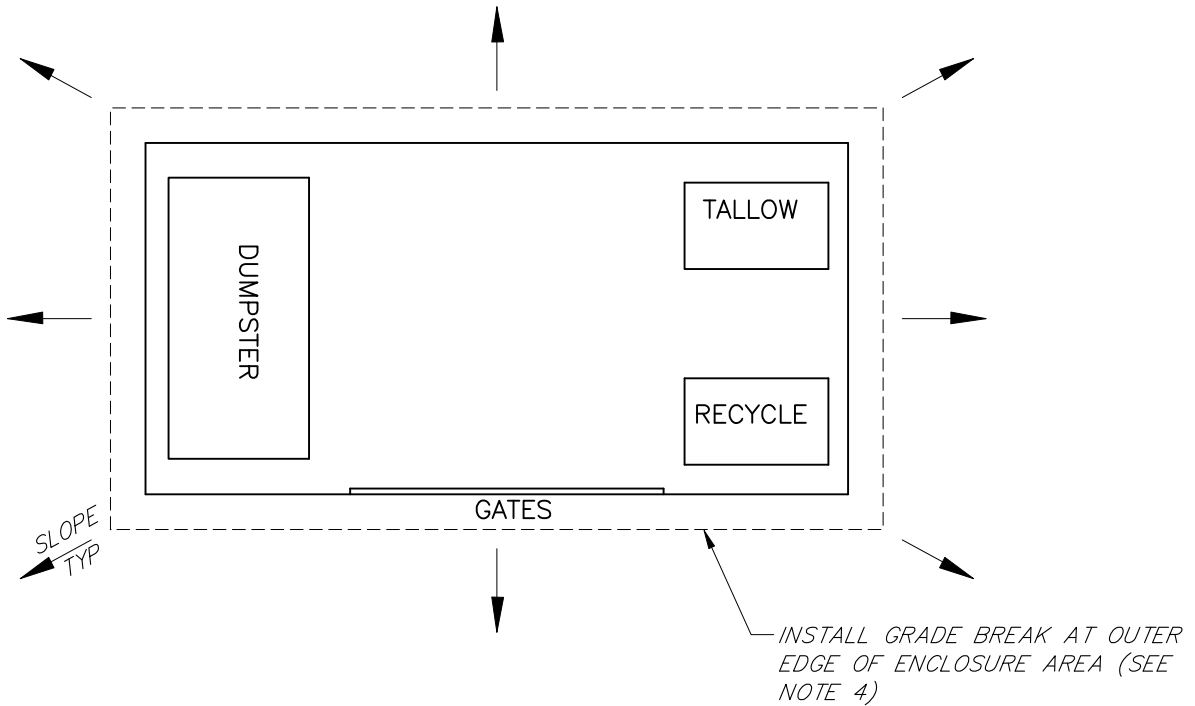 TALLOW
DUMPSTER
RECYCLE
GATES
SLOPE
TYP
INSTALL GRADE BREAK AT OUTER
EDGE OF ENCLOSURE AREA (SEE
NOTE 4)